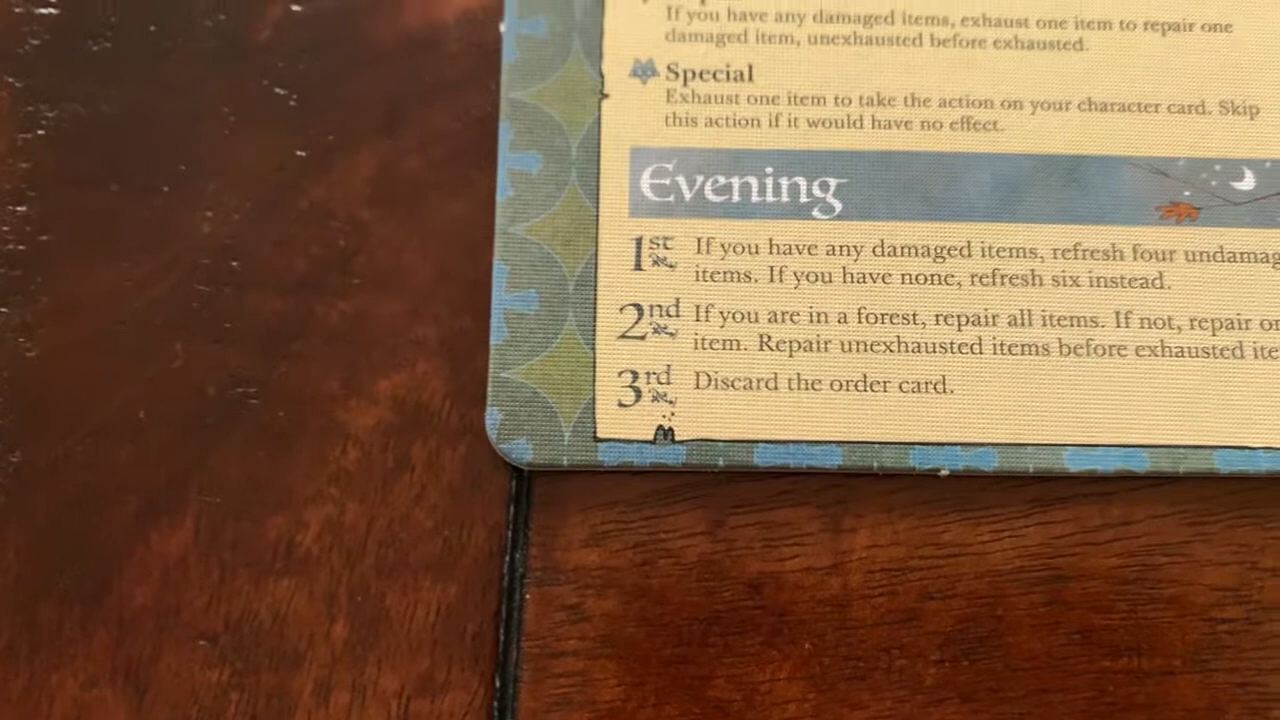 If you have any damaged items, exhaust one item to repair one
damaged item, unexhausted before exhausted.
Special
Exhaust one item to take the action on your character card. Skip
this action if it would have no effect.
Evening
1st If you have any damaged items, refresh four undamag
items. If you have none, refresh six instead.
2nd If you are in a forest, repair all items. If not, repair
item. Repair unexhausted items before exhausted ite
3rd Discard the order card.